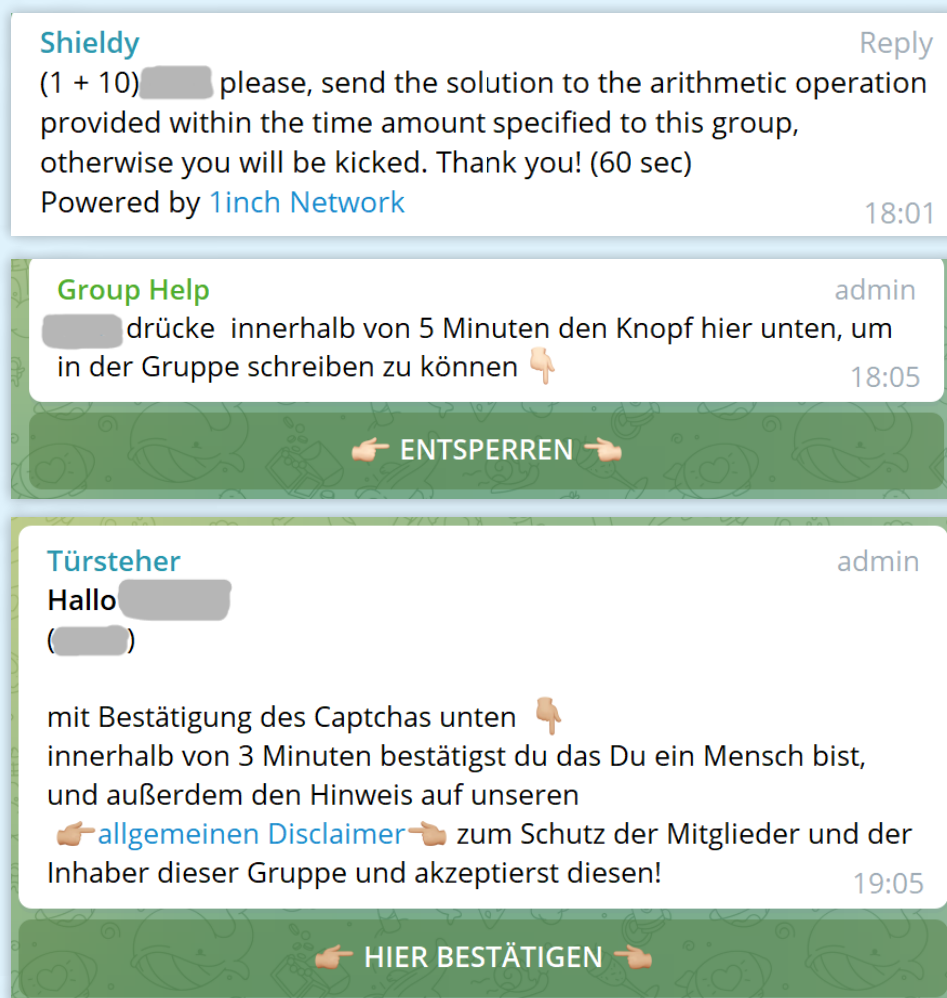 Shieldy Reply
(1 + 10) please, send the solution to the arithmetic operation
provided within the time amount specified to this group,
otherwise you will be kicked. Thank you! (60 sec)
Powered by 1inch Network
18:01
Group Help admin
drücke innerhalb von 5 Minuten den Knopf hier unten, um
in der Gruppe schreiben zu können 👇🏻
18:05
👉🏻 ENTSPERREN 👈🏻
Türsteher admin
Hallo
()
mit Bestätigung des Captchas unten 👇🏽
innerhalb von 3 Minuten bestätigst du das Du ein Mensch bist,
und außerdem den Hinweis auf unseren
👉🏽allgemeinen Disclaimer👈🏽 zum Schutz der Mitglieder und der
Inhaber dieser Gruppe und akzeptierst diesen!
19:05
👉🏽 HIER BESTÄTIGEN 👈🏽